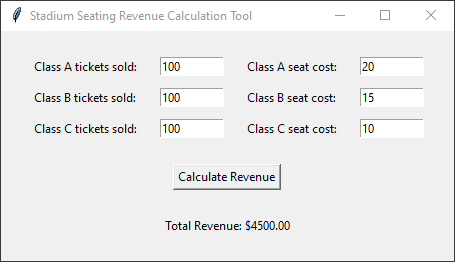 Stadium Seating Revenue Calculation Tool
Class A tickets sold: 100 Class A seat cost: 20
Class B tickets sold: 100 Class B seat cost: 15
Class C tickets sold: 100 Class C seat cost: 10
Calculate Revenue
Total Revenue: $4500.00